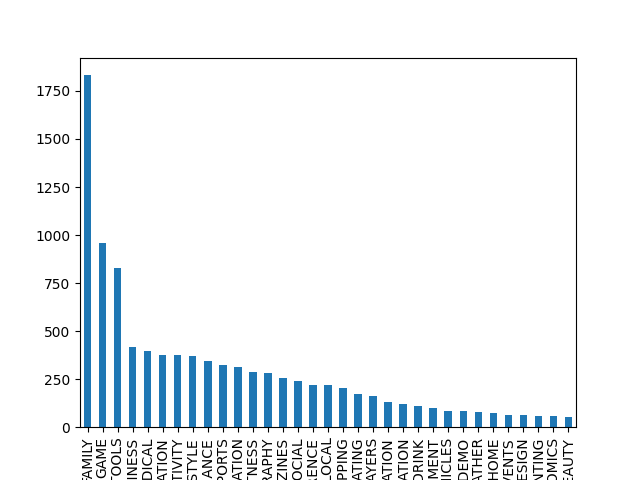 1750
1500
1250
1000
750
500
250
0
AMILY
GAME
TOOLS
INESS
DICAL
ATION
TIVITY
STYLE
ANCE
PORTS
ATION
TNESS
RAPHY
ZINES
OCIAL
RENCE
LOCAL
PPING
ATING
AYERS
ATION
ATION
DRINK
MENT
ICLES
DEMO
ATHER
HOME
VENTS
ESIGN
NTING
OMICS
EAUTY